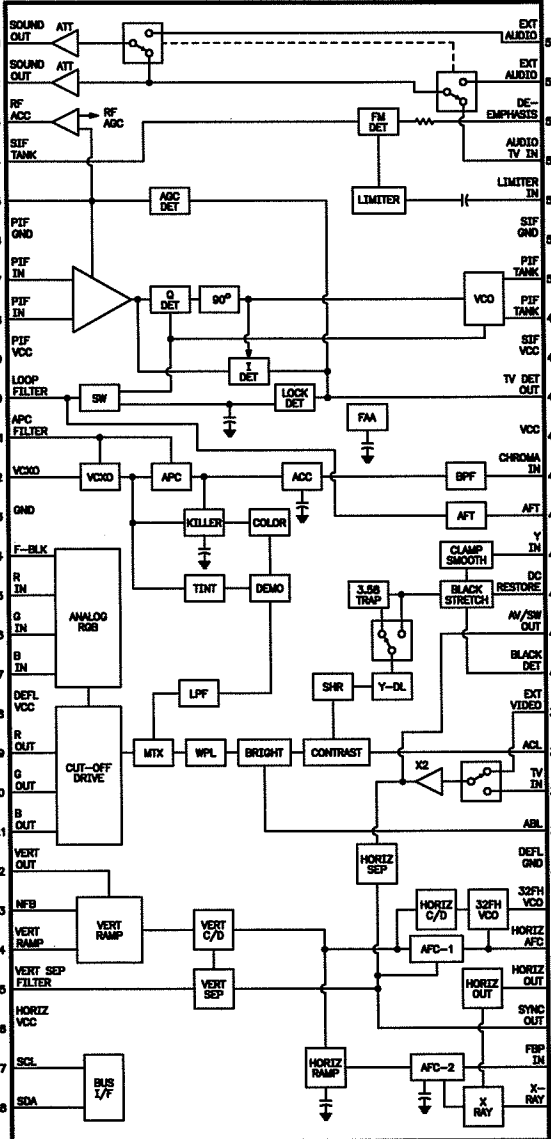 SOUND
OUT
ATT
EXT
AUDIO
SOUND
OUT
ATT
EXT
AUDIO
RF
ACC
RF
AGC
FM
DET
DE-
EMPHASIS
SIF
TANK
AUDIO
TV IN
AGC
DET
LIMITER
LIMITER
IN
PIF
GND
SIF
GND
PIF
IN
PIF
TANK
Q
DET
90°
VCO
PIF
IN
PIF
TANK
PIF
VCC
SIF
VCC
I
DET
LOOP
FILTER
SW
LOCK
DET
TV DET
OUT
FAA
APC
FILTER
VCC
VCXO
VCXO
APC
ACC
BPF
CHROMA
IN
GND
KILLER
COLOR
AFT
AFT
F-BLK
CLAMP
SMOOTH
Y
IN
R
IN
ANALOG
RGB
TINT
DEMO
3.58
TRAP
BLACK
STRETCH
DC
RESTORE
G
IN
AV/SW
OUT
B
IN
BLACK
DET
LPF
SHR
Y-DL
DEFL
VCC
EXT
VIDEO
R
OUT
CUT-OFF
DRIVE
MTX
WPL
BRIGHT
CONTRAST
ACL
X2
G
OUT
TV
IN
B
OUT
ABL
VERT
OUT
HORIZ
SEP
DEFL
GND
NFB
VERT
RAMP
VERT
C/D
HORIZ
C/D
32FH
VCO
32FH
VCO
VERT
RAMP
AFC-1
HORIZ
AFC
VERT SEP
FILTER
VERT
SEP
HORIZ
OUT
HORIZ
OUT
HORIZ
VCC
SYNC
OUT
SCL
BUS
I/F
HORIZ
RAMP
AFC-2
FBP
IN
SDA
X
RAY
X-
RAY